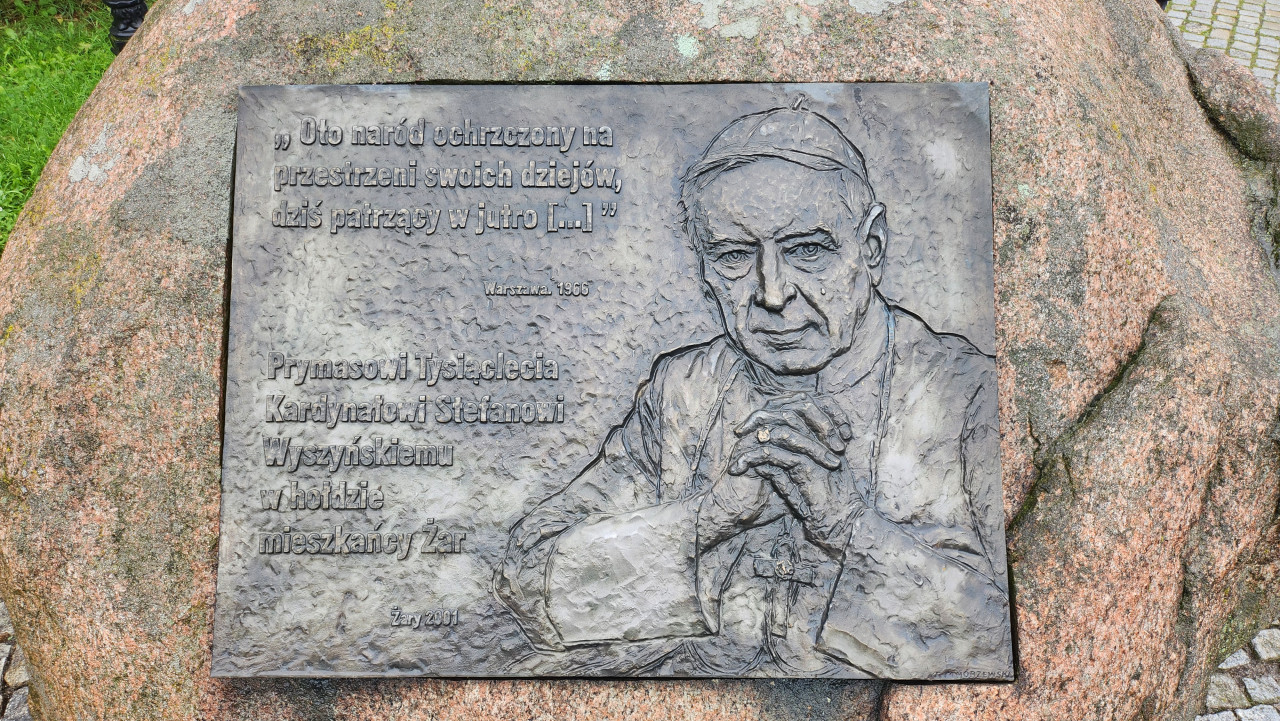 „ Oto naród ochrzczony na
przestrzeni swoich dziejów,
dziś patrzący w jutro [...] ”
Warszawa. 1966
Prymasowi Tysiąclecia
Kardynałowi Stefanowi
Wyszyńskiemu
w hołdzie
mieszkańcy Żar
Żary 2001